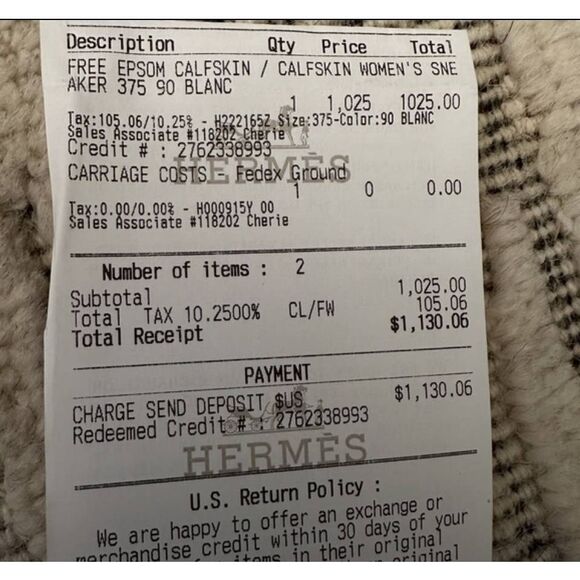 Description Qty Price Total
FREE EPSOM CALFSKIN / CALFSKIN WOMEN'S SNE
AKER 375 90 BLANC
1 1,025 1025.00
Tax:105.06/10.25% - H222165Z Size:375-Color:90 BLANC
Sales Associate #118202 Cherie
Credit # : 2762338993
HERMÈS
CARRIAGE COSTS Fedex Ground
1 0 0.00
Tax:0.00/0.00% - H000915Y 00
Sales Associate #118202 Cherie
Number of items : 2
Subtotal 1,025.00
Total TAX 10.2500% CL/FW 105.06
Total Receipt $1,130.06
PAYMENT
CHARGE SEND DEPOSIT $US $1,130.06
Redeemed Credit # : 2762338993
HERMÈS
U.S. Return Policy :
We are happy to offer an exchange or
merchandise credit within 30 days of your
items in their original
original